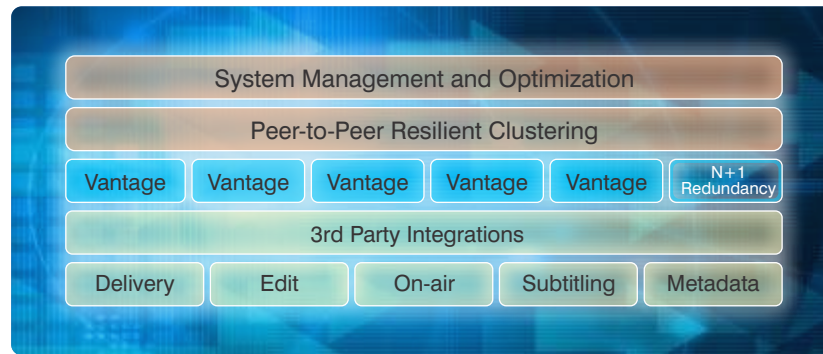 System Management and Optimization
Peer-to-Peer Resilient Clustering
Vantage Vantage Vantage Vantage Vantage N+1 Redundancy
3rd Party Integrations
Delivery Edit On-air Subtitling Metadata